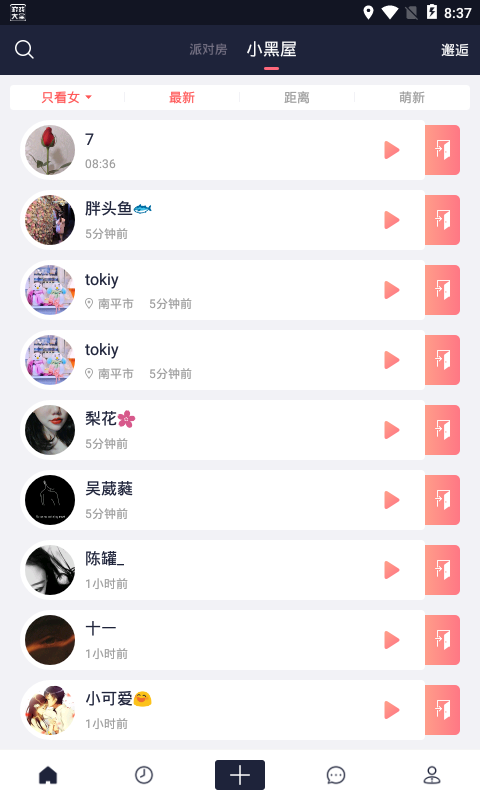 8:37
派对房 小黑屋 邂逅
只看女 最新 距离 萌新
7
08:36
胖头鱼🐟
5分钟前
tokiy
南平市 5分钟前
tokiy
南平市 5分钟前
梨花🌸
5分钟前
吴葳蕤
5分钟前
陈罐_
1小时前
十一
1小时前
小可爱🤗
1小时前